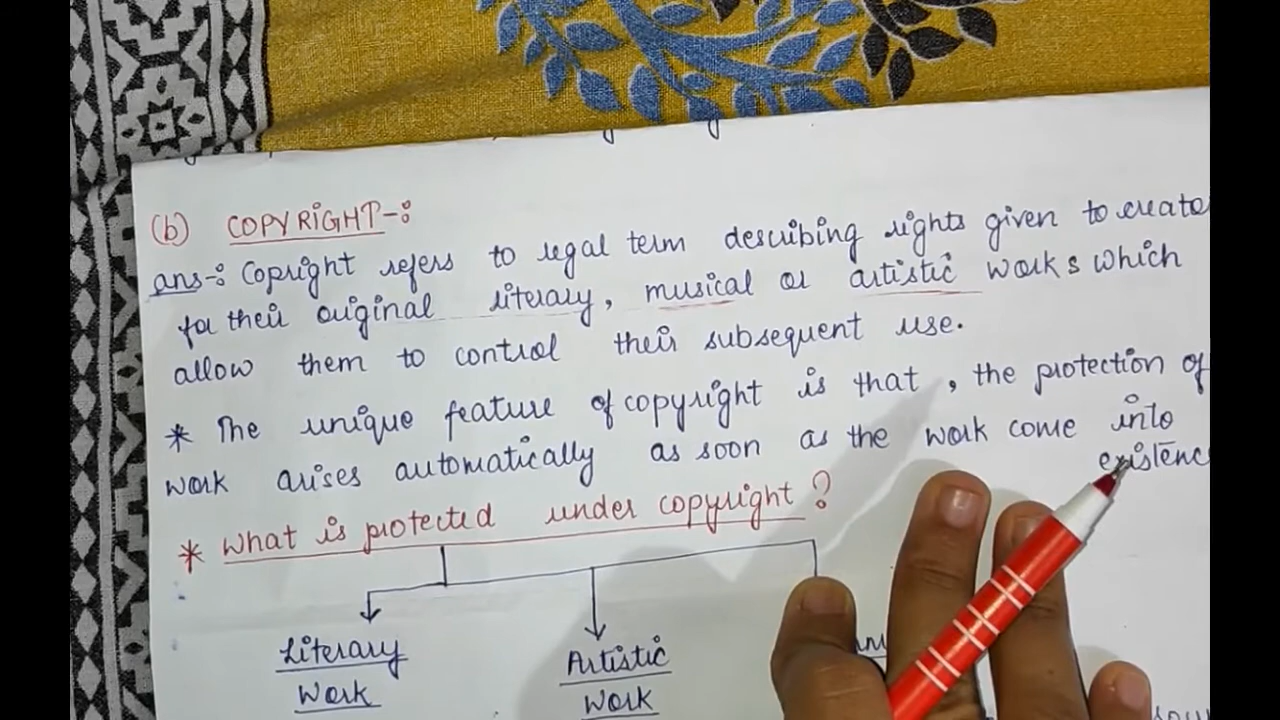 (b) COPYRIGHT-:
ans-: Copright refers to legal term describing rights given to creato
for their original literary, musical or artistic works which
allow them to control their subsequent use.
* The unique feature of copyright is that, the protection of
work arises automatically as soon as the work come into
existenc
* What is protected under copyright?
Literary Artistic
Work Work